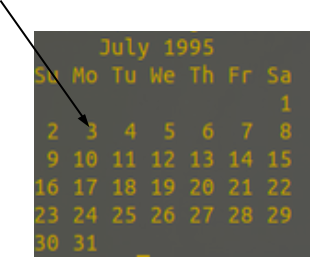 July 1995
Su Mo Tu We Th Fr Sa
1
2 3 4 5 6 7 8
9 10 11 12 13 14 15
16 17 18 19 20 21 22
23 24 25 26 27 28 29
30 31